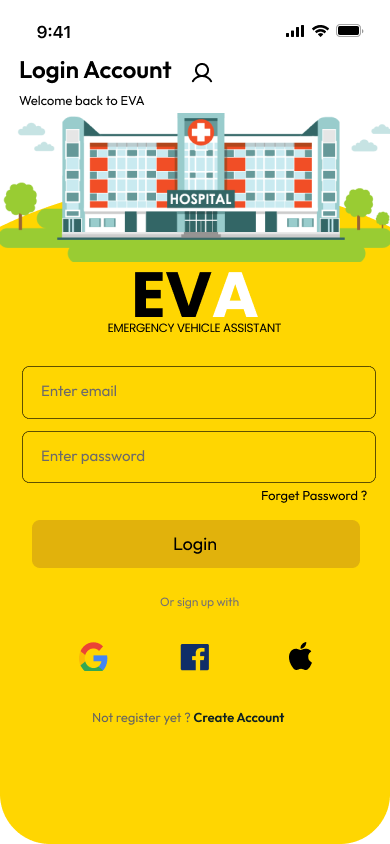 9:41
Login Account
Welcome back to EVA
HOSPITAL
EVA
EMERGENCY VEHICLE ASSISTANT
Enter email
Enter password
Forget Password ?
Login
Or sign up with
Not register yet ? Create Account